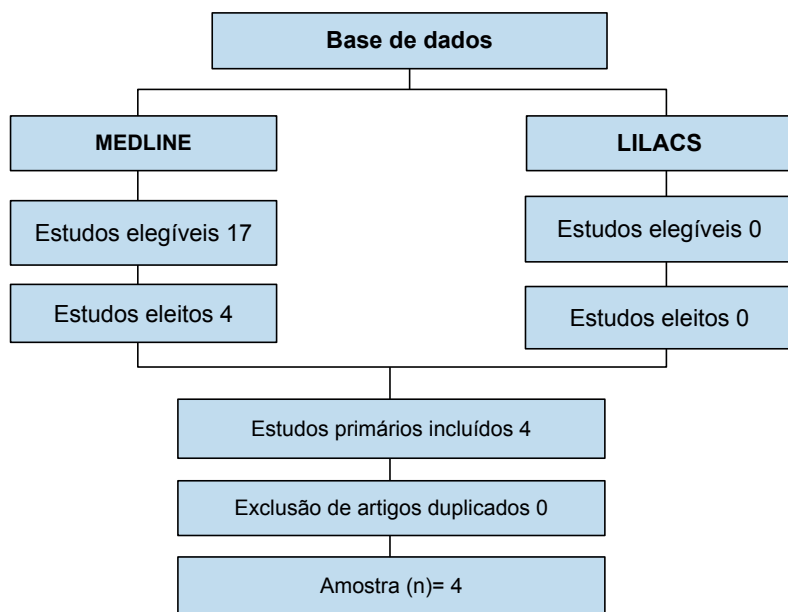 Base de dados
MEDLINE
LILACS
Estudos elegíveis 17
Estudos elegíveis 0
Estudos eleitos 4
Estudos eleitos 0
Estudos primários incluídos 4
Exclusão de artigos duplicados 0
Amostra (n)= 4